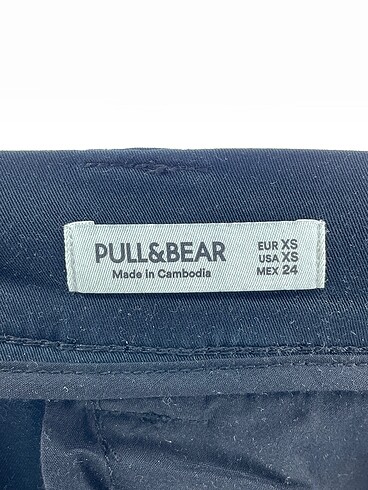 PULL&BEAR
Made in Cambodia
EUR XS
USA XS
MEX 24